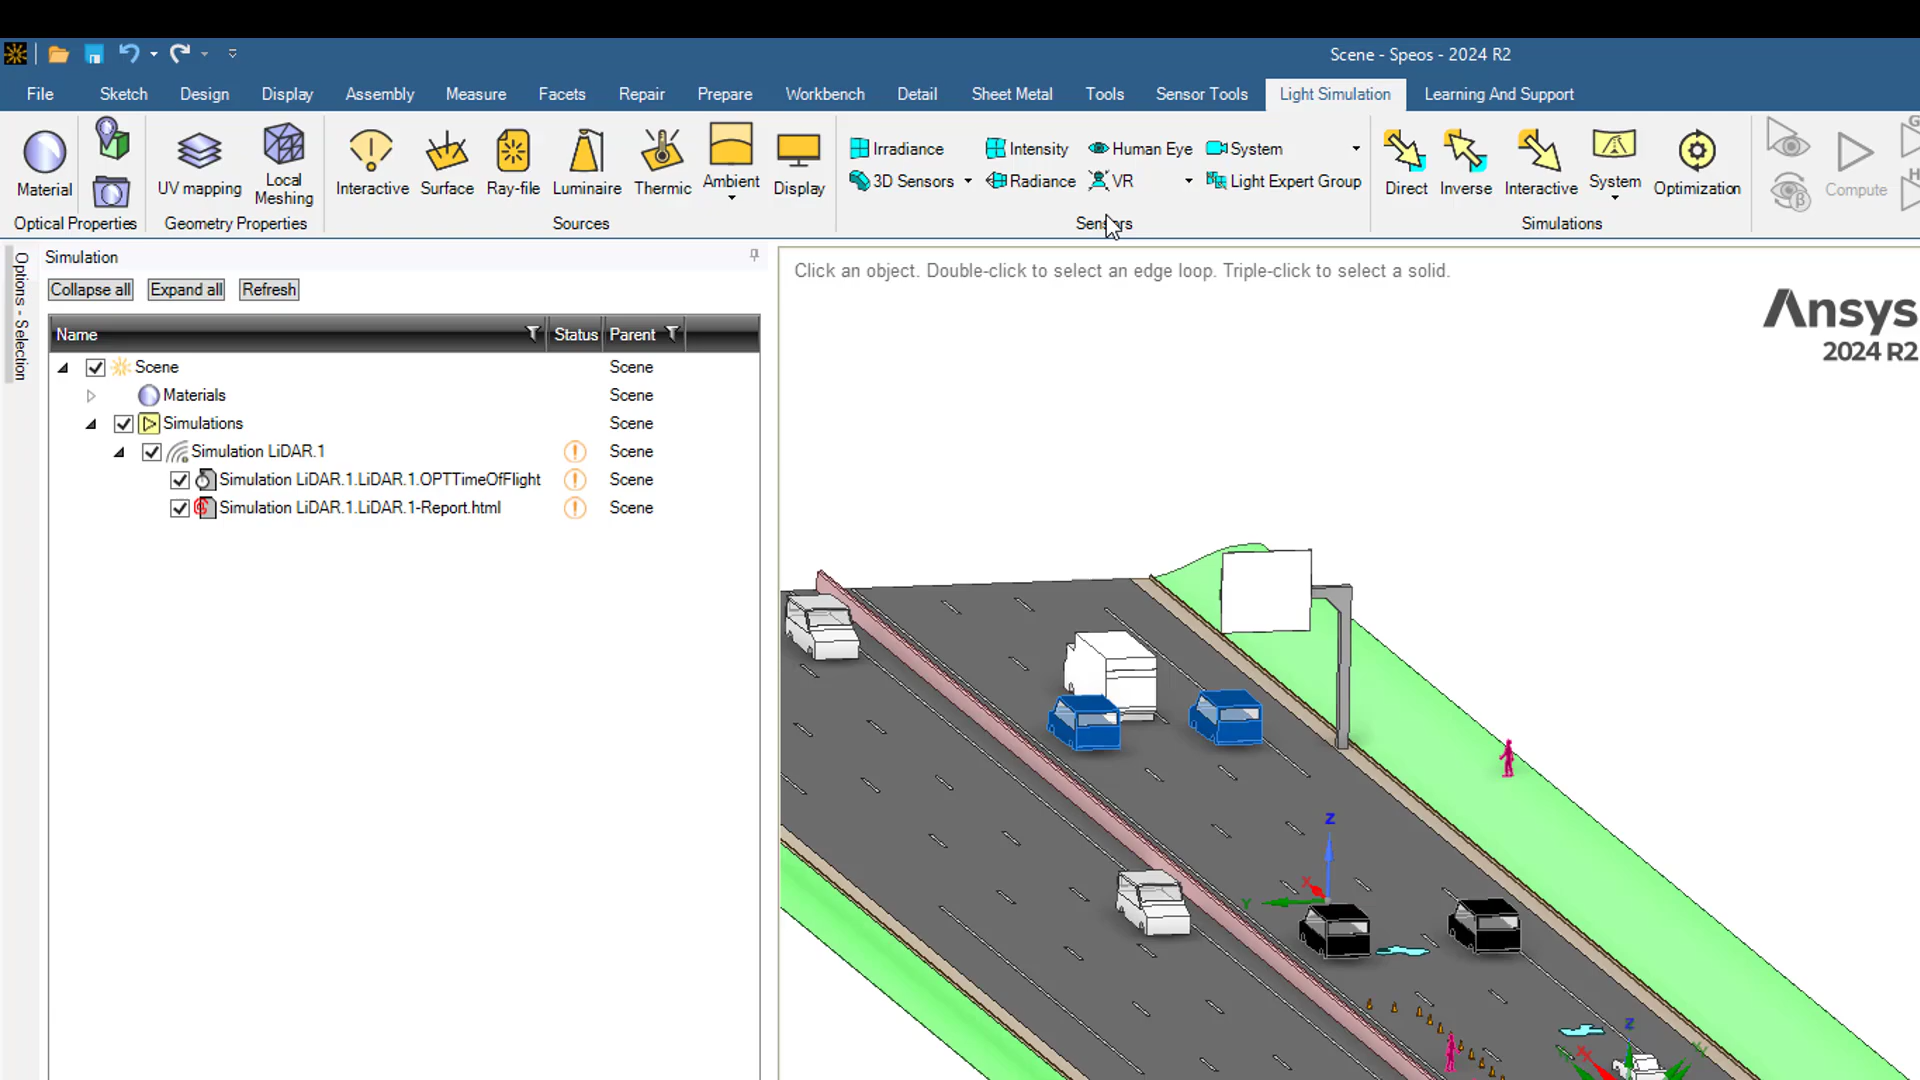 Scene - Speos - 2024 R2
File Sketch Design Display Assembly Measure Facets Repair Prepare Workbench Detail Sheet Metal Tools Sensor Tools Light Simulation Learning And Support
Irradiance Intensity Human Eye System
3D Sensors Radiance VR Light Expert Group
Material UV mapping Local Meshing Interactive Surface Ray-file Luminaire Thermic Ambient Display Direct Inverse Interactive System Optimization Compute
Optical Properties Geometry Properties Sources Sensors Simulations
Options - Selection
Simulation
Click an object. Double-click to select an edge loop. Triple-click to select a solid.
Collapse all Expand all Refresh
Ansys
2024 R2
Name Status Parent
Scene Scene
Materials Scene
Simulations Scene
Simulation LiDAR.1 Scene
Simulation LiDAR.1.LiDAR.1.OPTTimeOfFlight Scene
Simulation LiDAR.1.LiDAR.1-Report.html Scene
Z
X
Y
Z